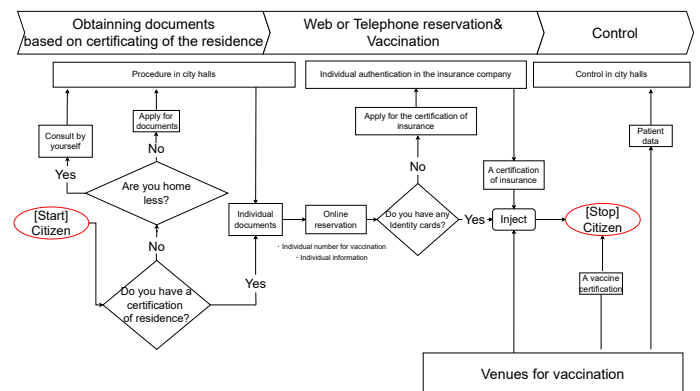 Obtainning documents
based on certificating of the residence
Web or Telephone reservation&
Vaccination
Control
Procedure in city halls
Individual authentication in the insurance company
Control in city halls
Consult by
yourself
Apply for
documents
Apply for the certification of
insurance
Patient
data
Yes
No
No
A certification
of insurance
Are you home
less?
[Start]
Citizen
Individual
documents
Online
reservation
Do you have any
Identity cards?
Yes
Inject
[Stop]
Citizen
・Individual number for vaccination
・Individual information
No
Yes
Do you have a
certification
of residence?
A vaccine
certification
Venues for vaccination